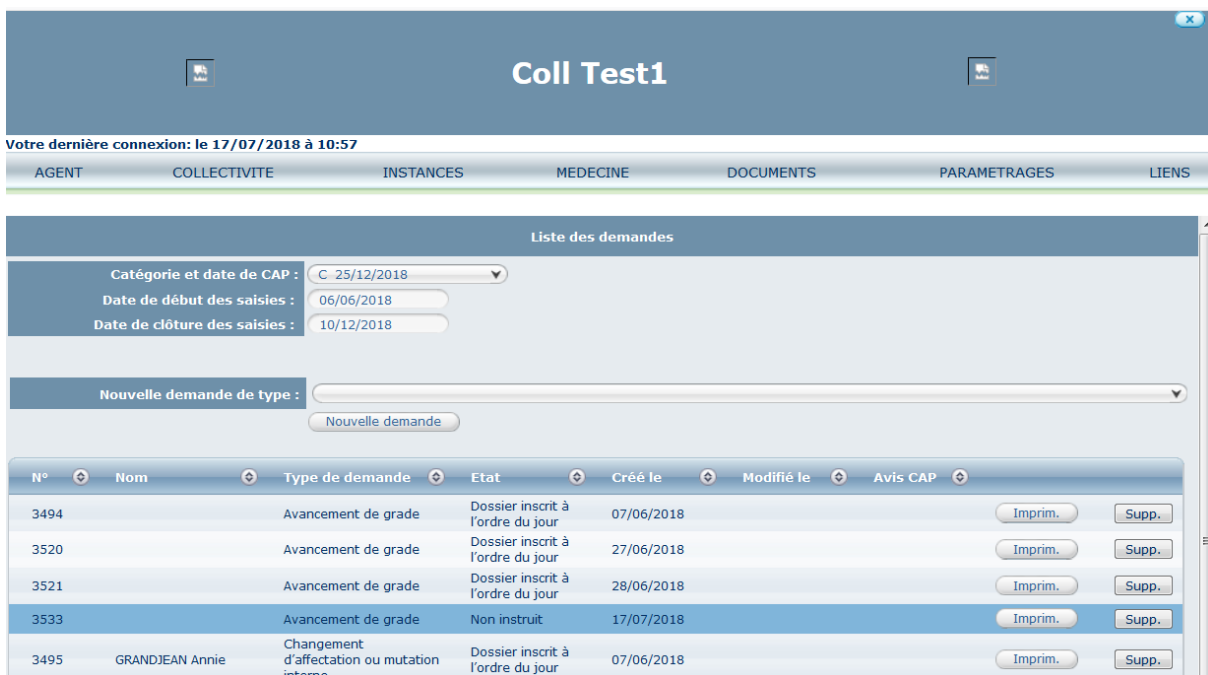 Coll Test1
Votre dernière connexion: le 17/07/2018 à 10:57
AGENT COLLECTIVITE INSTANCES MEDECINE DOCUMENTS PARAMETRAGES LIENS
Liste des demandes
Catégorie et date de CAP : C 25/12/2018
Date de début des saisies : 06/06/2018
Date de clôture des saisies : 10/12/2018
Nouvelle demande de type :
Nouvelle demande
N° Nom Type de demande Etat Créé le Modifié le Avis CAP
3494 Avancement de grade Dossier inscrit à l'ordre du jour 07/06/2018 Imprim. Supp.
3520 Avancement de grade Dossier inscrit à l'ordre du jour 27/06/2018 Imprim. Supp.
3521 Avancement de grade Dossier inscrit à l'ordre du jour 28/06/2018 Imprim. Supp.
3533 Avancement de grade Non instruit 17/07/2018 Imprim. Supp.
3495 GRANDJEAN Annie Changement d'affectation ou mutation interne Dossier inscrit à l'ordre du jour 07/06/2018 Imprim. Supp.